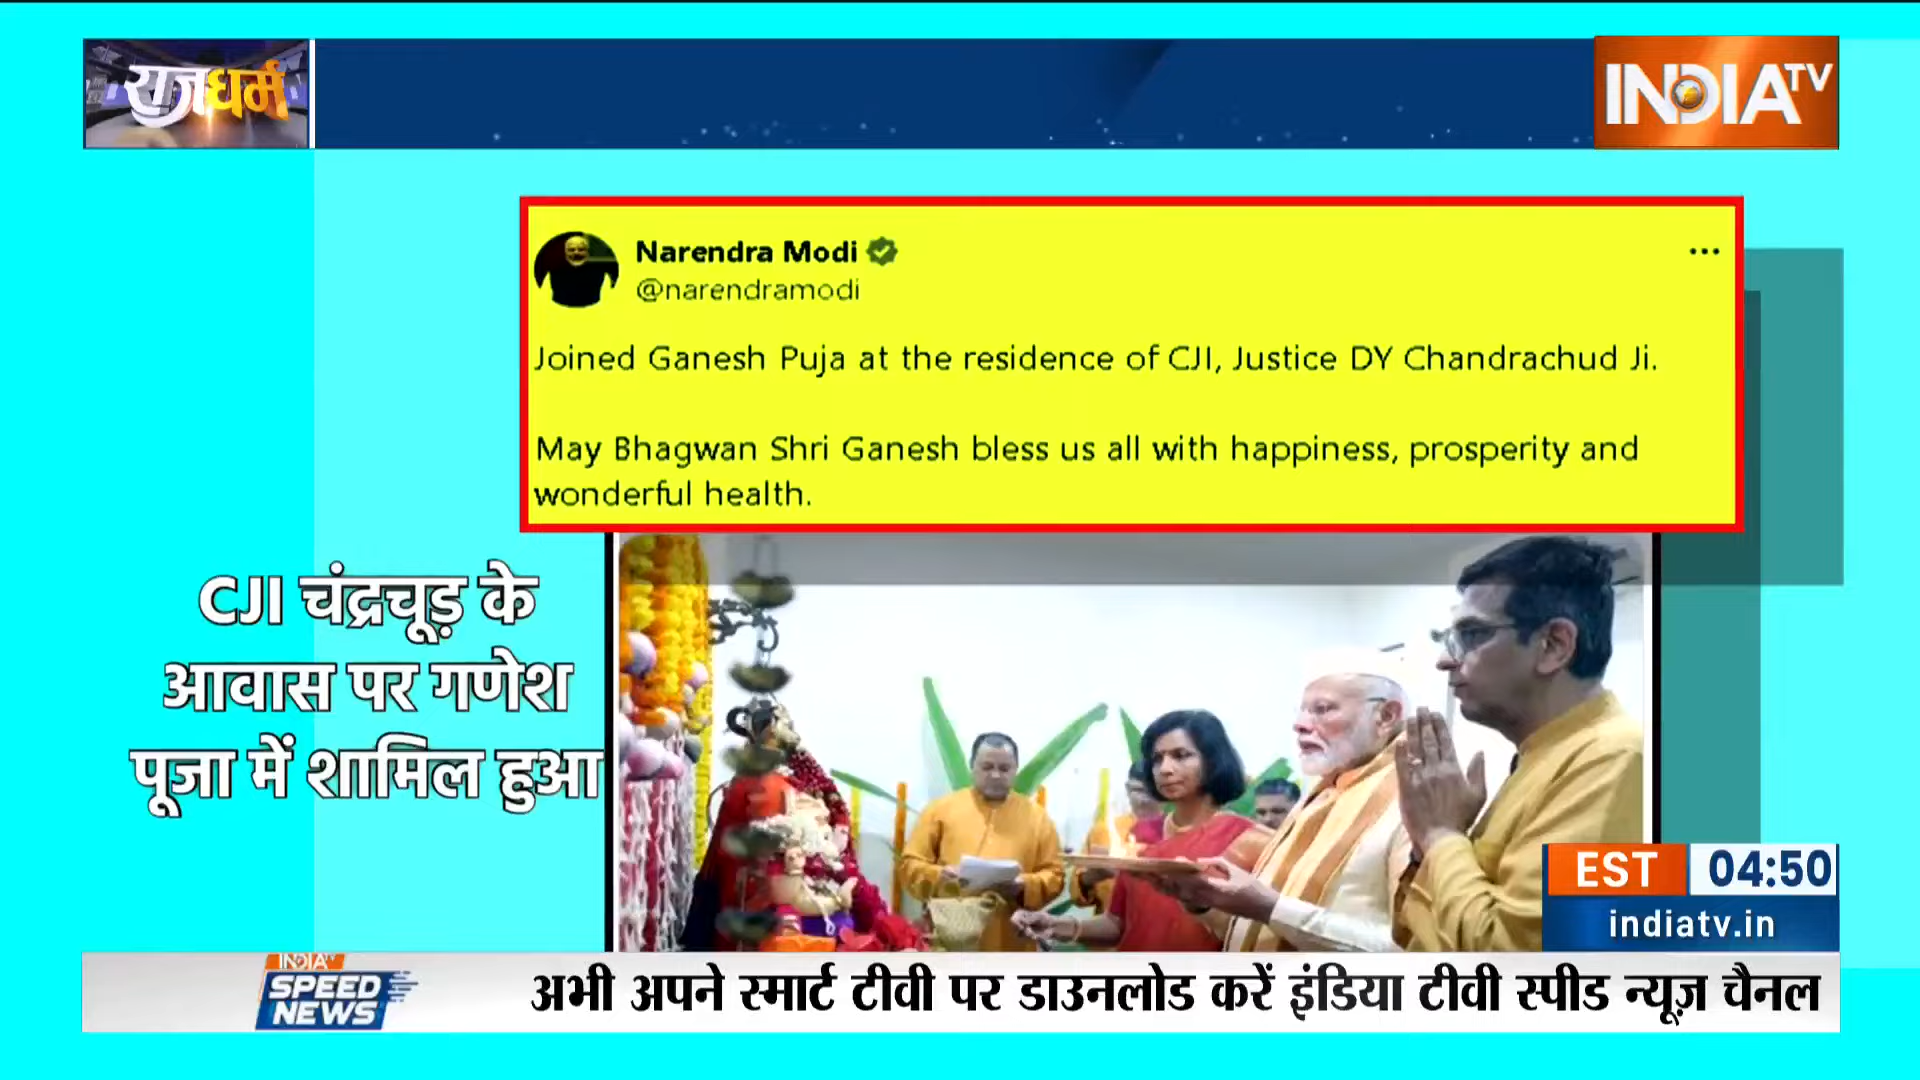 राजधर्म
INDIA TV
Narendra Modi
@narendramodi
Joined Ganesh Puja at the residence of CJI, Justice DY Chandrachud Ji.
May Bhagwan Shri Ganesh bless us all with happiness, prosperity and
wonderful health.
CJI चंद्रचूड़ के
आवास पर गणेश
पूजा में शामिल हुआ
EST 04:50
indiatv.in
INDIA TV
SPEED
NEWS
अभी अपने स्मार्ट टीवी पर डाउनलोड करें इंडिया टीवी स्पीड न्यूज़ चैनल